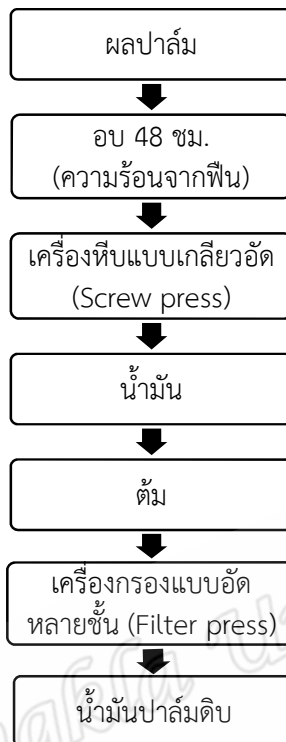 ผลปาล์ม
อบ 48 ชม.
(ความร้อนจากฟืน)
เครื่องหีบแบบเกลียวอัด
(Screw press)
น้ำมัน
ต้ม
เครื่องกรองแบบอัด
หลายชั้น (Filter press)
น้ำมันปาล์มดิบ